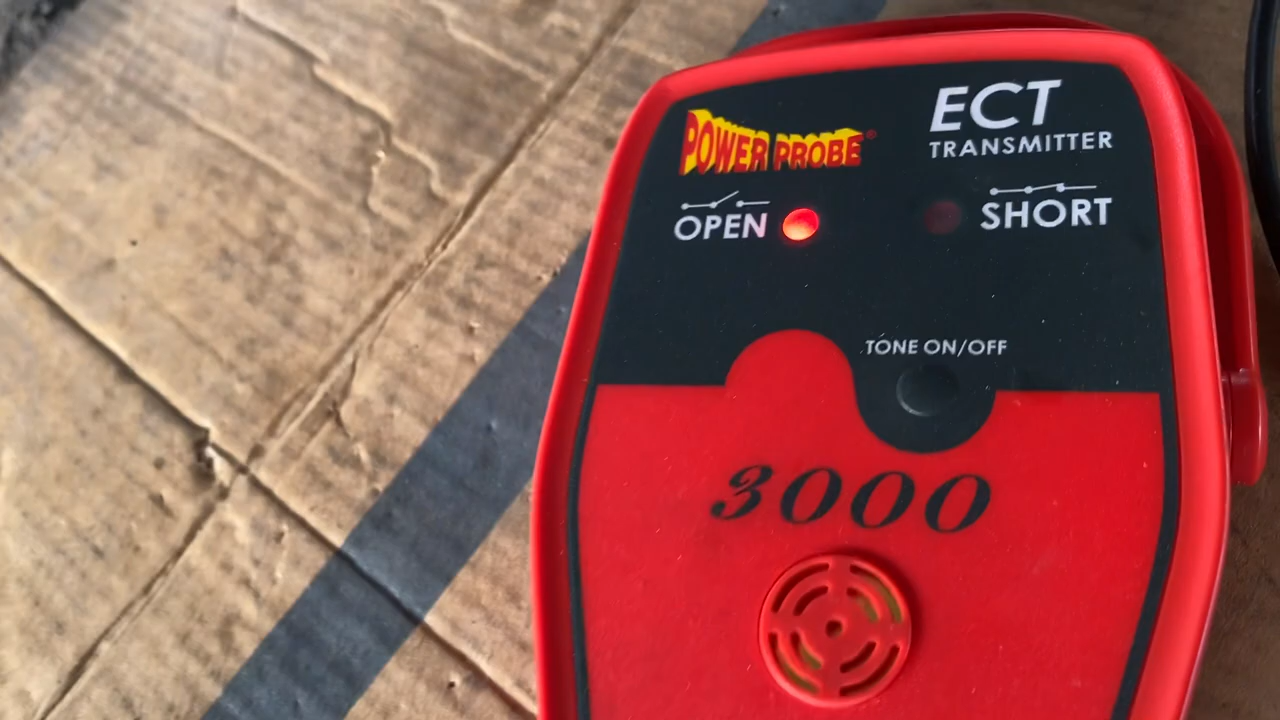 POWER PROBE®
ECT
TRANSMITTER
OPEN
SHORT
TONE ON/OFF
3000